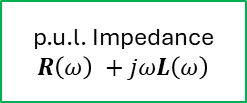 p.u.l. Impedance
R(ω) + jωL(ω)